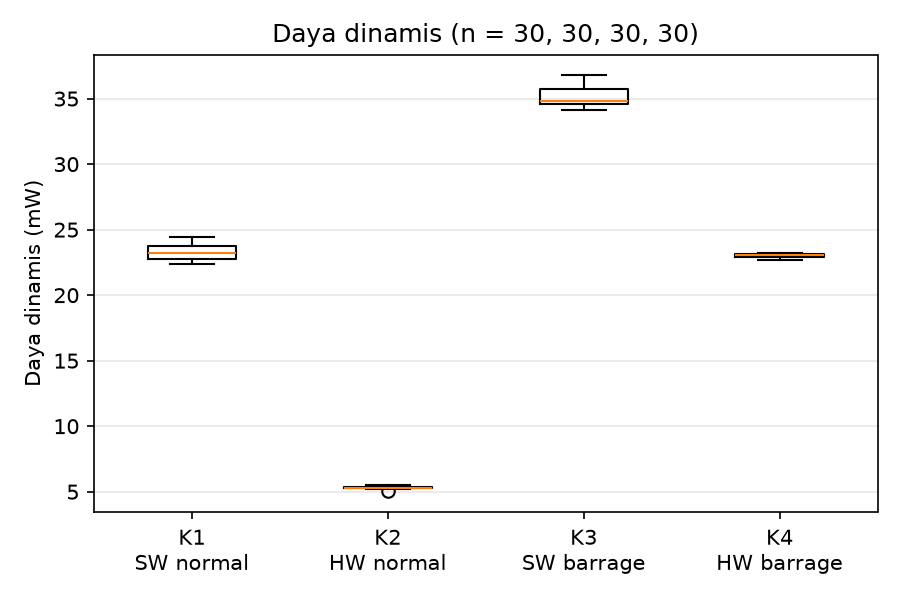 Daya dinamis (n = 30, 30, 30, 30)
Daya dinamis (mW)
35
30
25
20
15
10
5
K1
SW normal
K2
HW normal
K3
SW barrage
K4
HW barrage